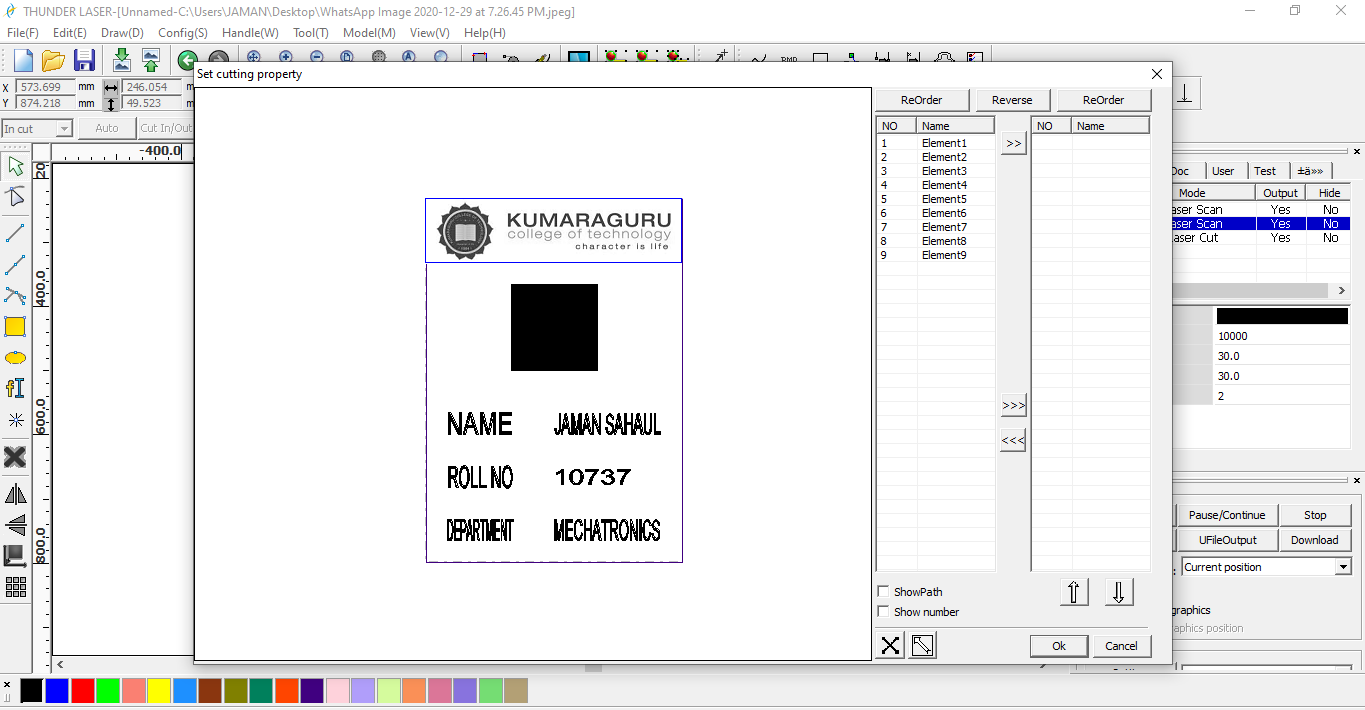 THUNDER LASER-[Unnamed-C:\Users\JAMAN\Desktop\WhatsApp Image 2020-12-29 at 7.26.45 PM.jpeg]
File(F) Edit(E) Draw(D) Config(S) Handle(W) Tool(T) Model(M) View(V) Help(H)
X 573.699 mm 246.054
Y 874.218 mm 49.523
In cut Auto Cut In/Out
-400.0
400.0
600.0
800.0
Set cutting property
KUMARAGURU
college of technology
character is life
NAME JAMAN SAHAUL
ROLL NO 10737
DEPARTMENT MECHATRONICS
ReOrder Reverse ReOrder
NO Name NO Name
1 Element1 >>
2 Element2
3 Element3
4 Element4
5 Element5
6 Element6
7 Element7
8 Element8
9 Element9
>>>
<<<
ShowPath
Show number
Ok Cancel
Doc User Test ±ä»»
Mode Output Hide
aser Scan Yes No
aser Scan Yes No
aser Cut Yes No
10000
30.0
30.0
2
Pause/Continue Stop
UFileOutput Download
Current position
graphics
aphics position